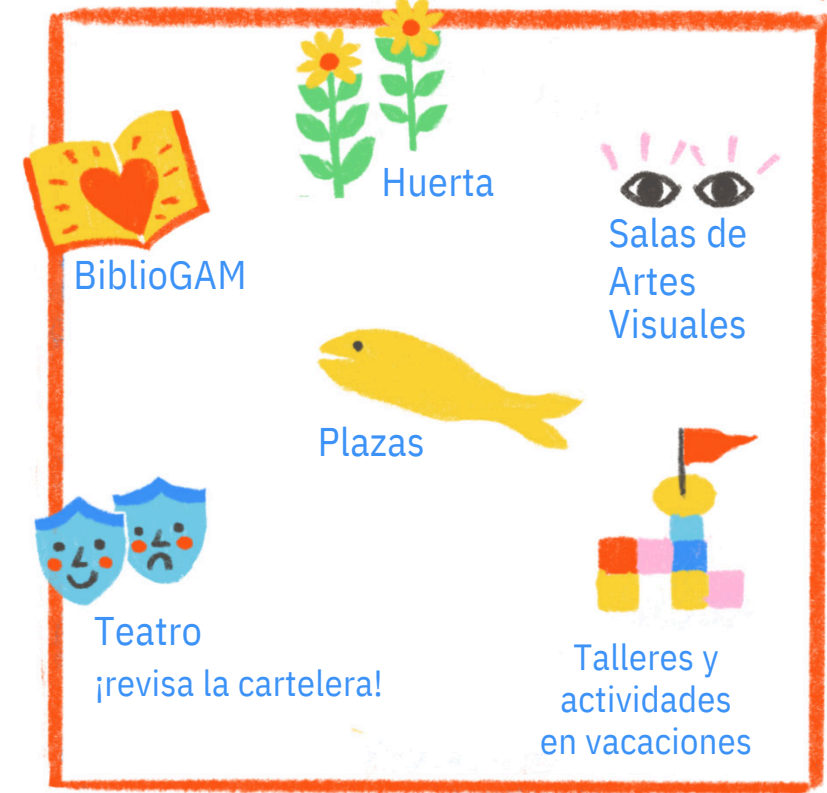 Huerta
BiblioGAM
Salas de
Artes
Visuales
Plazas
Teatro
¡revisa la cartelera!
Talleres y
actividades
en vacaciones